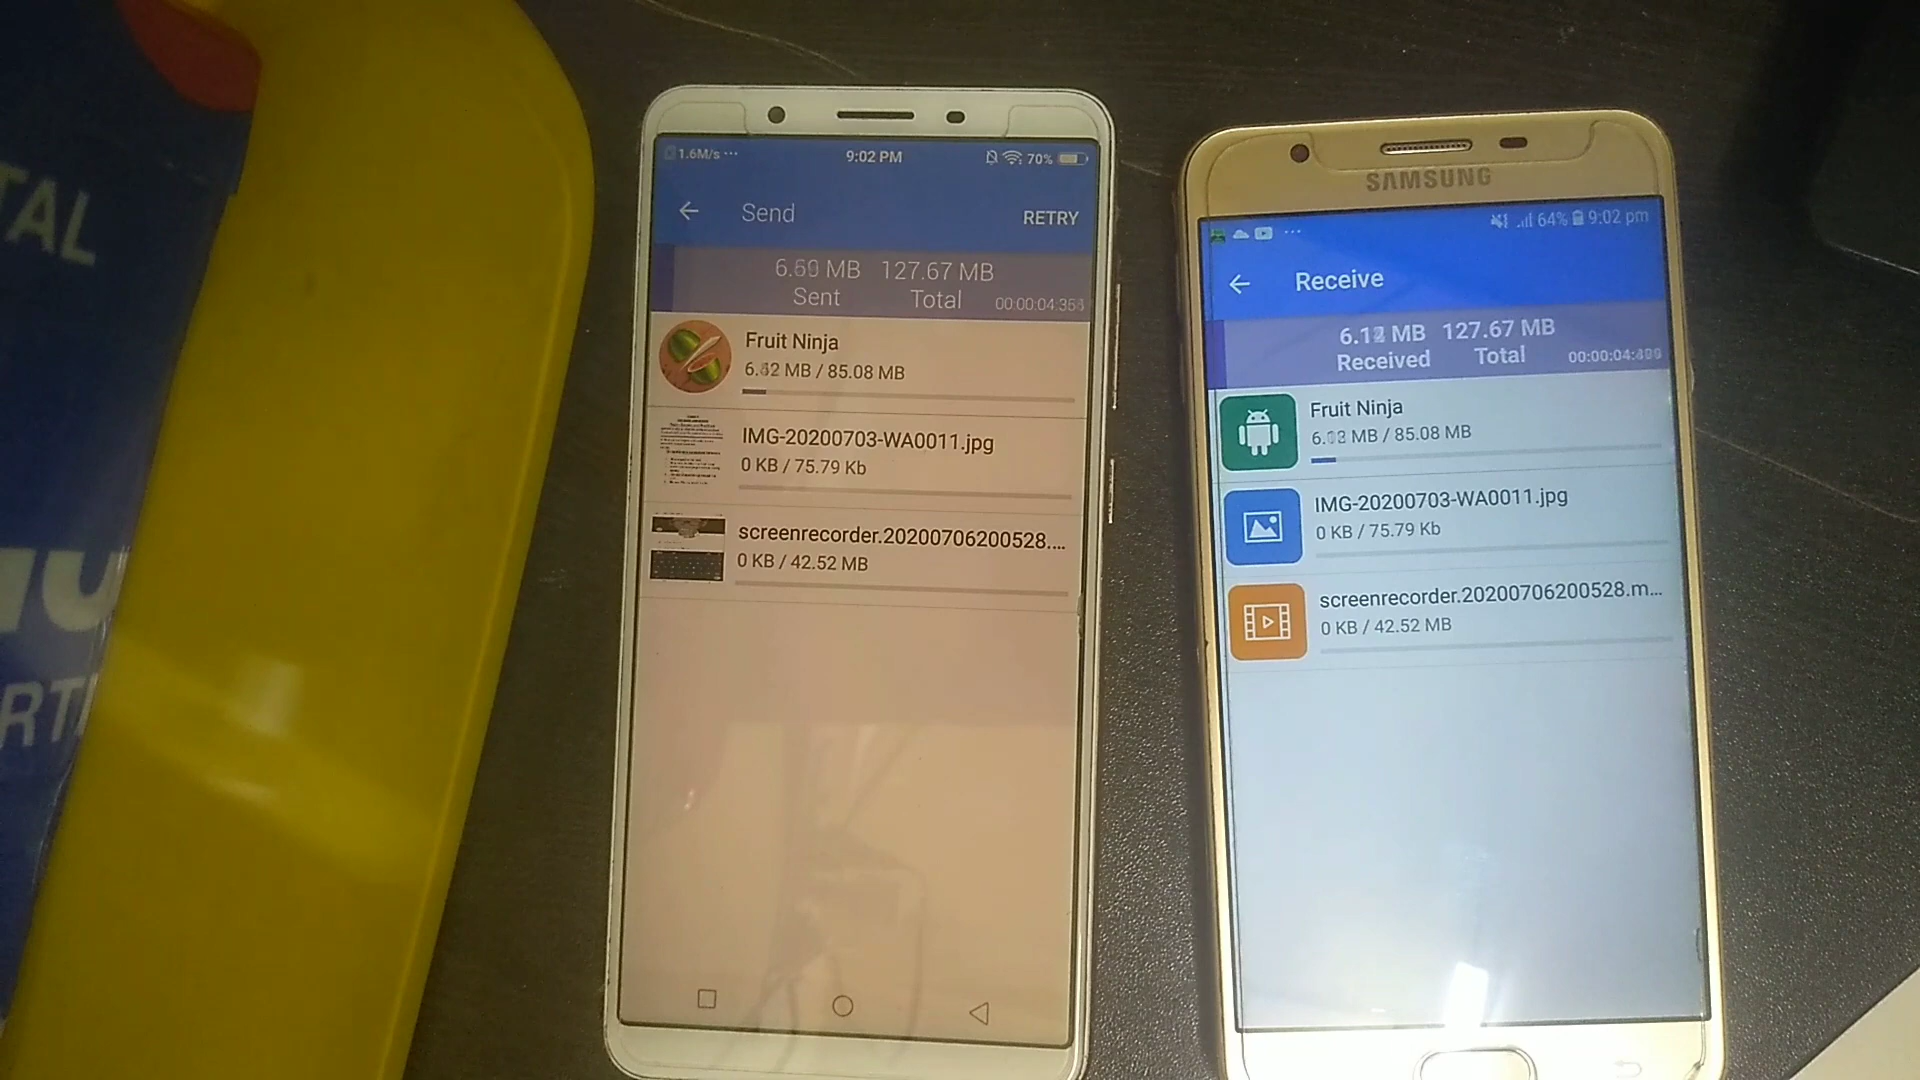 TAL
RTI
1.6M/s ...
9:02 PM
70%
Send
RETRY
127.67 MB
Sent
Total
Fruit Ninja
/ 85.08 MB
IMG-20200703-WA0011.jpg
0 KB / 75.79 Kb
screenrecorder.20200706200528....
0 KB / 42.52 MB
SAMSUNG
64%
9:02 pm
Receive
127.67 MB
Received
Total
Fruit Ninja
/ 85.08 MB
IMG-20200703-WA0011.jpg
0 KB / 75.79 Kb
screenrecorder.20200706200528.m...
0 KB / 42.52 MB